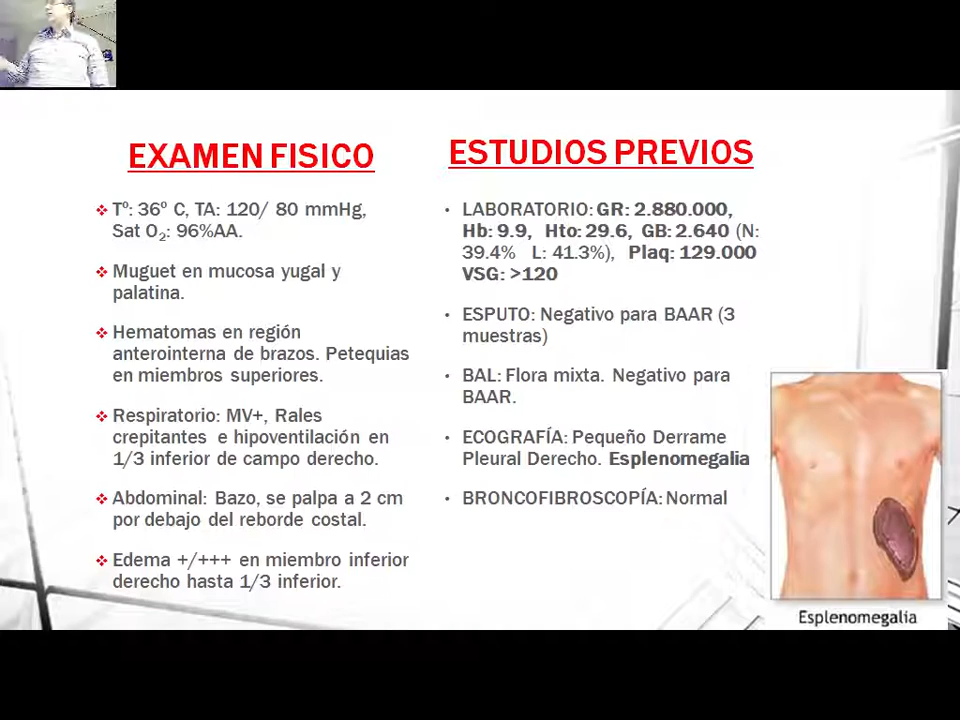 EXAMEN FISICO
Tº: 36º C, TA: 120/ 80 mmHg,
Sat O₂: 96%AA.
Muguet en mucosa yugal y
palatina.
Hematomas en región
anterointerna de brazos. Petequias
en miembros superiores.
Respiratorio: MV+, Rales
crepitantes e hipoventilación en
1/3 inferior de campo derecho.
Abdominal: Bazo, se palpa a 2 cm
por debajo del reborde costal.
Edema +/+++ en miembro inferior
derecho hasta 1/3 inferior.
ESTUDIOS PREVIOS
LABORATORIO: GR: 2.880.000,
Hb: 9.9, Hto: 29.6, GB: 2.640 (N:
39.4% L: 41.3%), Plaq: 129.000
VSG: >120
ESPUTO: Negativo para BAAR (3
muestras)
BAL: Flora mixta. Negativo para
BAAR.
ECOGRAFÍA: Pequeño Derrame
Pleural Derecho. Esplenomegalia
BRONCOFIBROSCOPÍA: Normal
Esplenomegalia